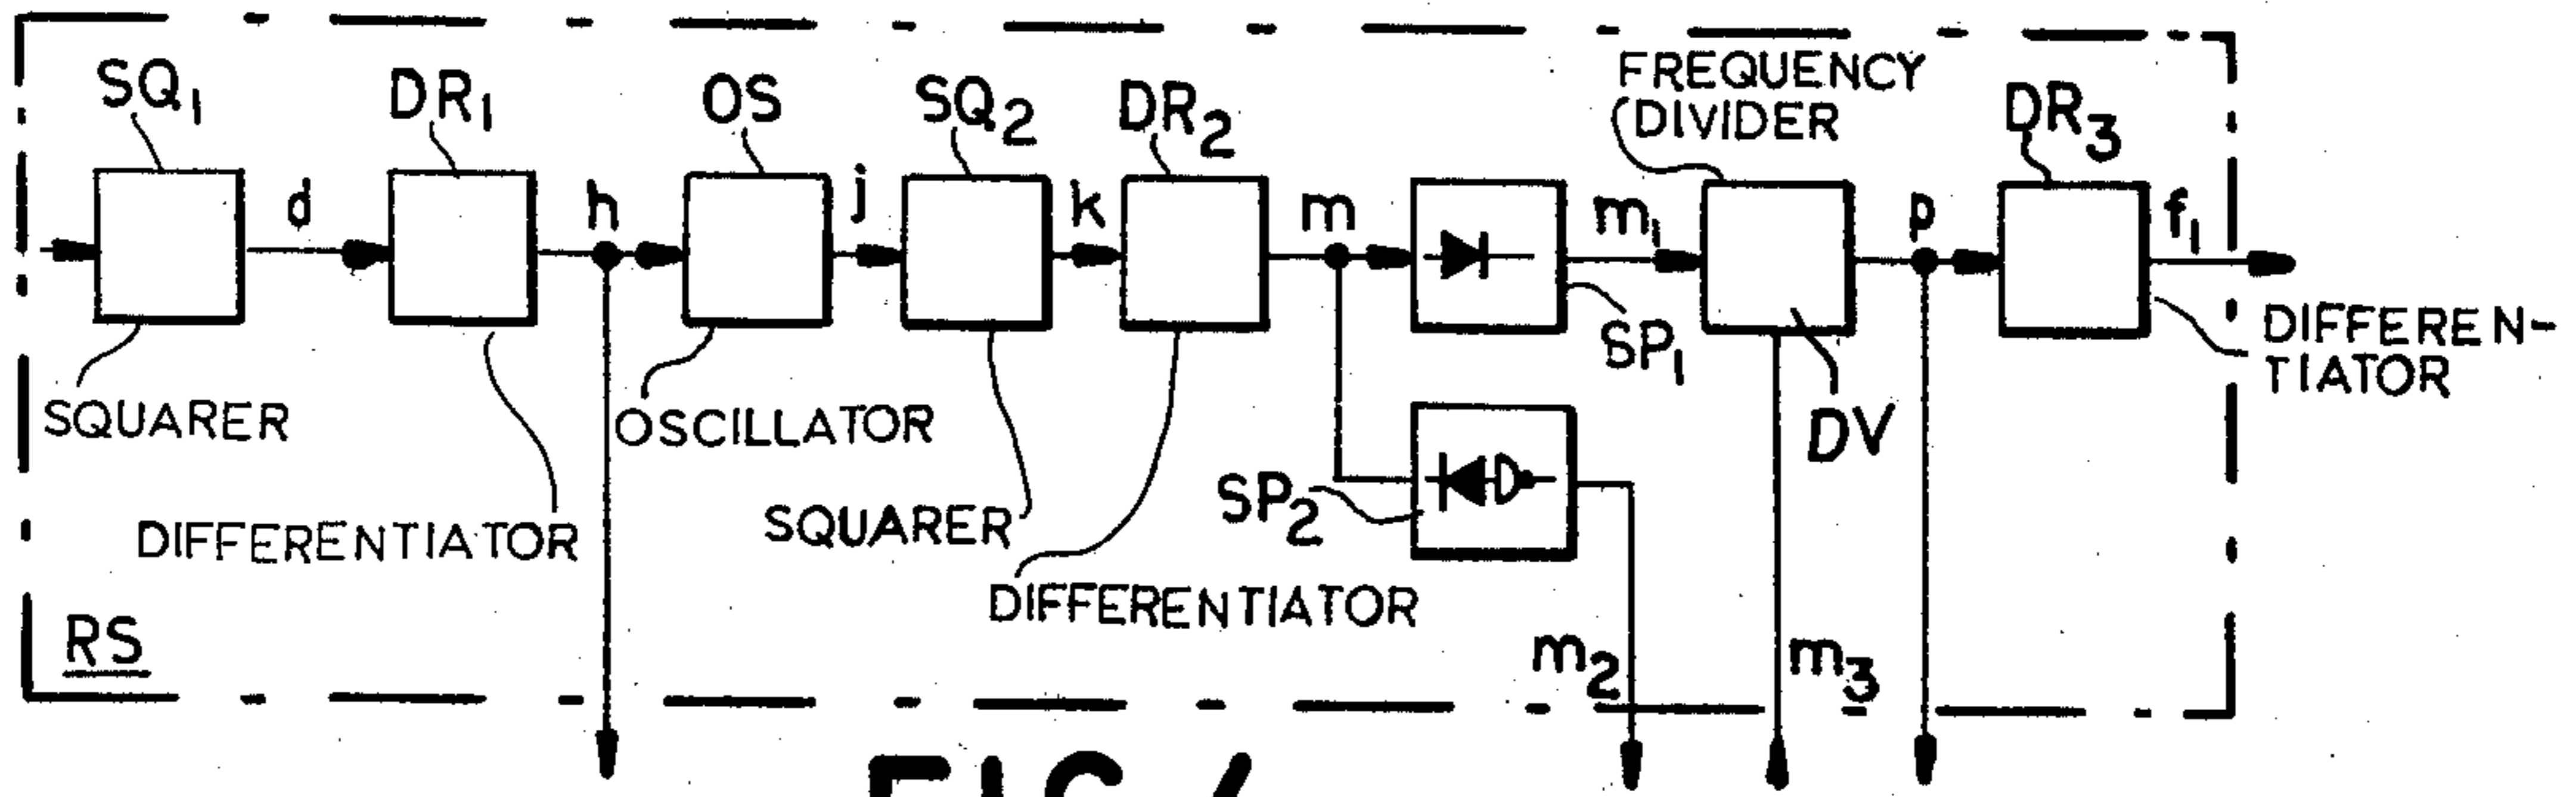 SQ₁
DR₁
OS
SQ₂
DR₂
FREQUENCY
DIVIDER
DR₃
d
h
j
k
m
m₁
p
f₁
SP₁
DIFFEREN-
TIATOR
SQUARER
OSCILLATOR
DV
SP₂
SQUARER
DIFFERENTIATOR
DIFFERENTIATOR
RS
m₂
m₃